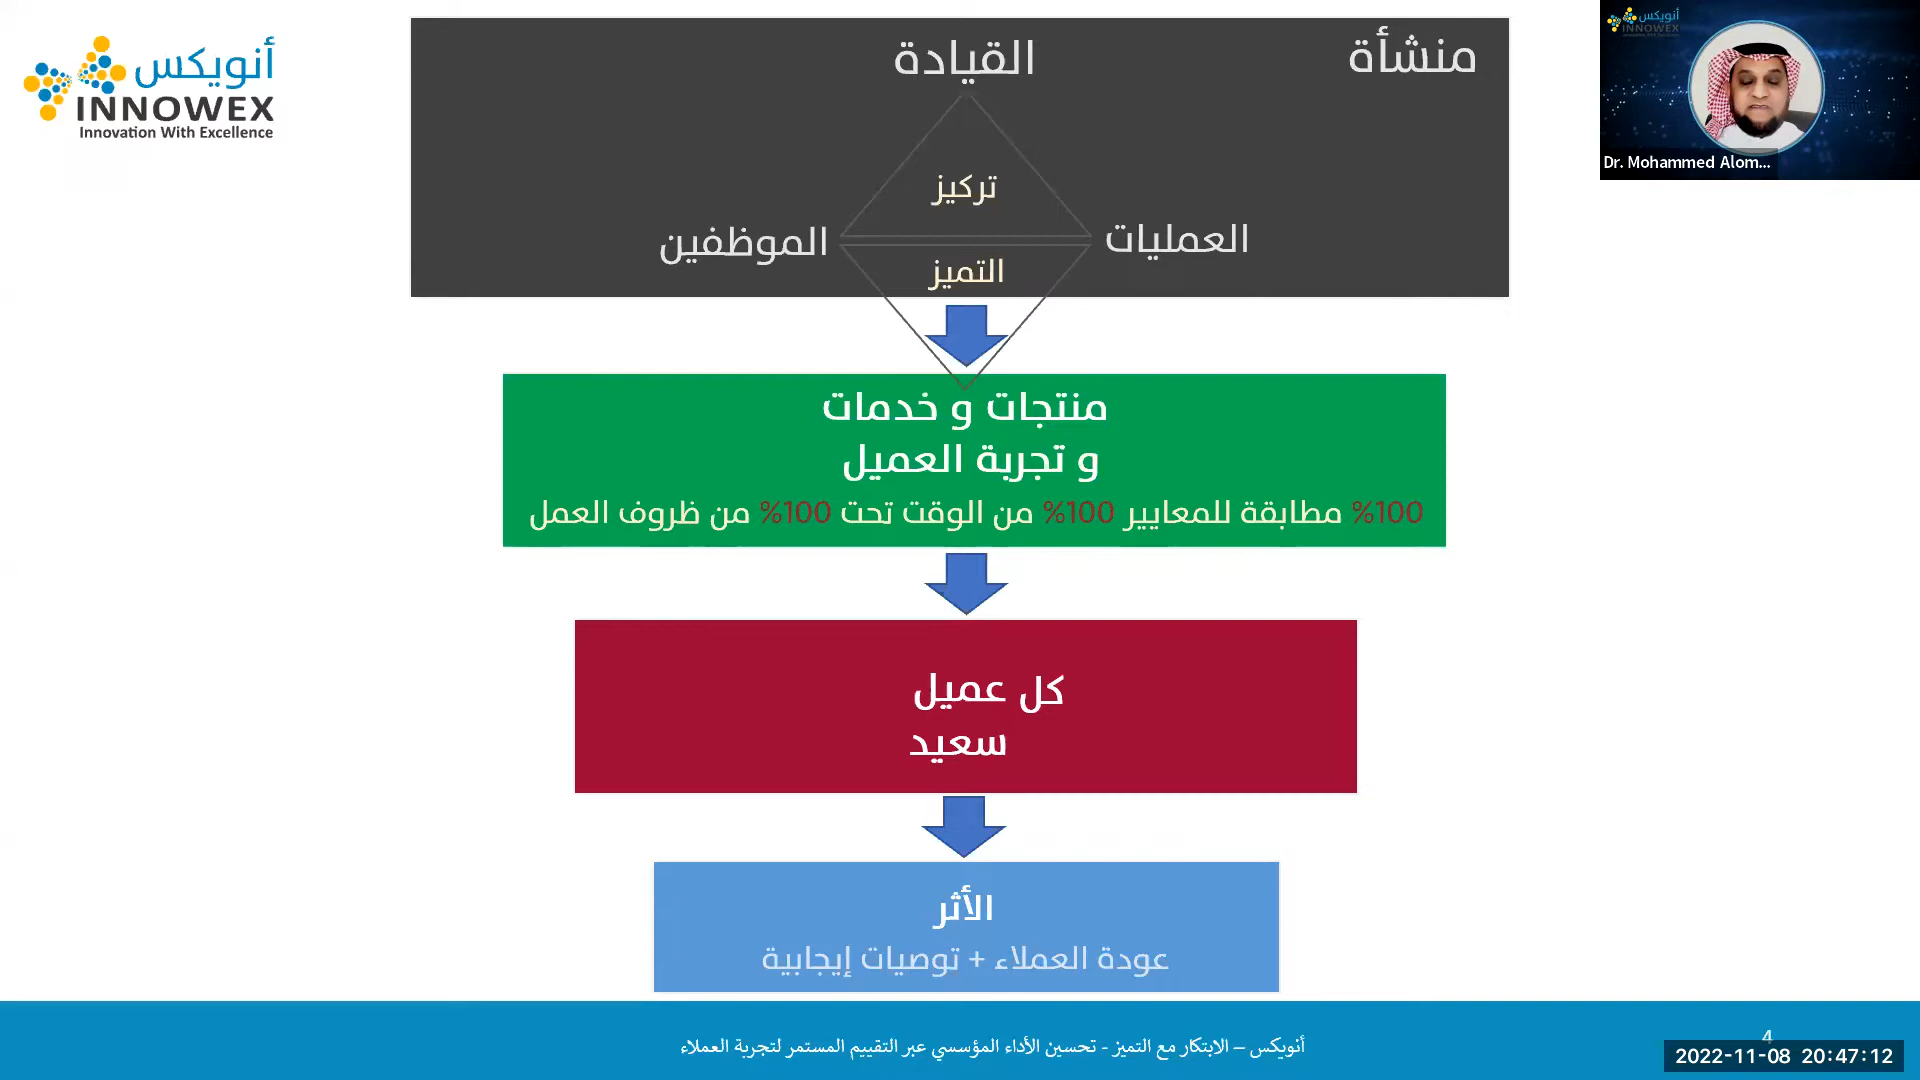 أنويكس
INNOWEX
Innovation With Excellence
منشأة
القيادة
تركيز
العمليات
الموظفين
التميز
منتجات و خدمات
و تجربة العميل
100% مطابقة للمعايير 100% من الوقت تحت 100% من ظروف العمل
كل عميل
سعيد
الأثر
عودة العملاء + توصيات إيجابية
أنويكس – الابتكار مع التميز - تحسين الأداء المؤسسي عبر التقييم المستمر لتجربة العملاء
4
2022-11-08 20:47:12
أنويكس
INNOWEX
Dr. Mohammed Alom...